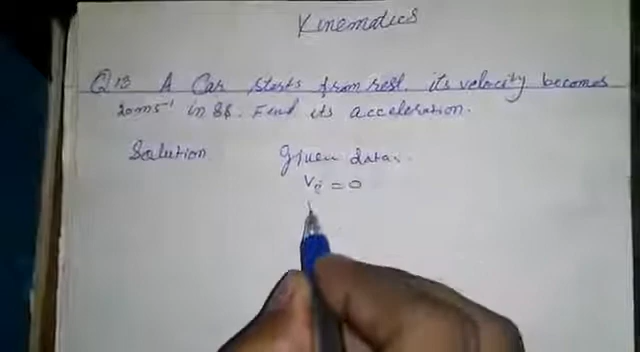 Kinematics
Q 13 A Car starts from rest. its velocity becomes
20ms⁻¹ in 8s. Find its acceleration.
Solution Given data.
Vi = 0